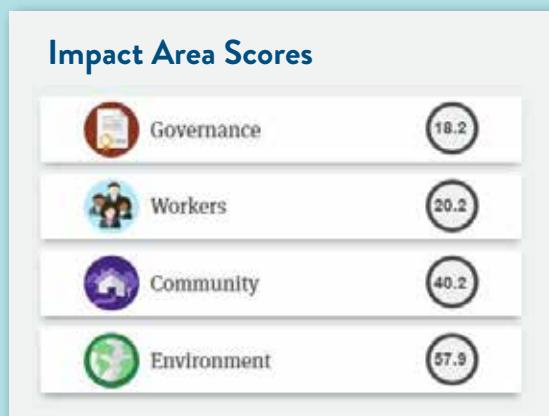 Impact Area Scores
Governance 18.2
Workers 20.2
Community 40.2
Environment 57.9